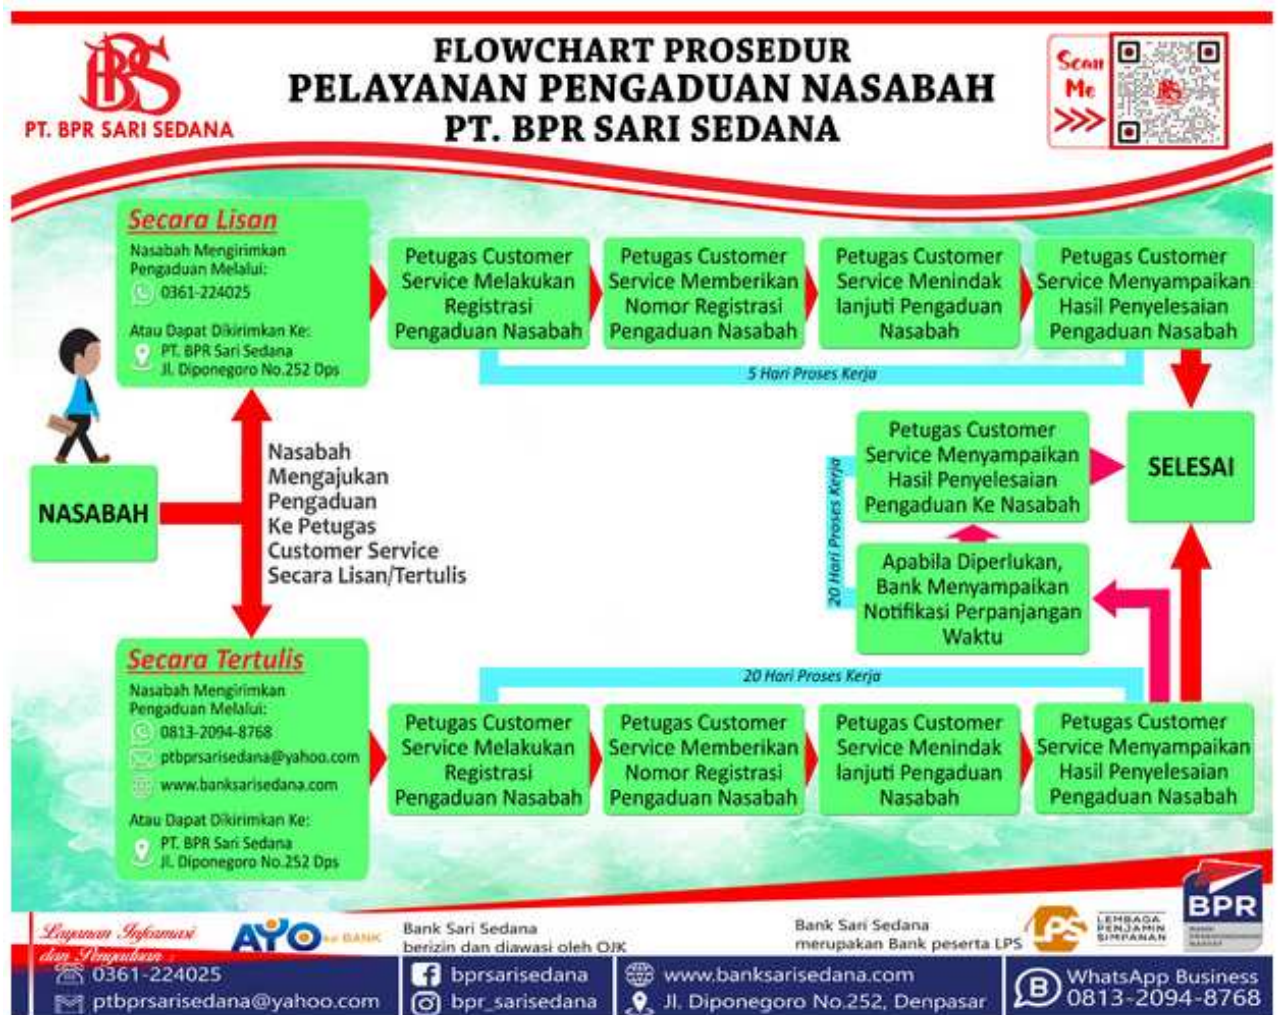 BPS
PT. BPR SARI SEDANA
FLOWCHART PROSEDUR
PELAYANAN PENGADUAN NASABAH
PT. BPR SARI SEDANA
Scan
Me
>>>
Secara Lisan
Nasabah Mengirimkan
Pengaduan Melalui:
0361-224025
Atau Dapat Dikirimkan Ke:
PT. BPR Sari Sedana
Jl. Diponegoro No.252 Dps
Petugas Customer
Service Melakukan
Registrasi
Pengaduan Nasabah
Petugas Customer
Service Memberikan
Nomor Registrasi
Pengaduan Nasabah
Petugas Customer
Service Menindak
lanjuti Pengaduan
Nasabah
Petugas Customer
Service Menyampaikan
Hasil Penyelesaian
Pengaduan Nasabah
5 Hari Proses Kerja
NASABAH
Nasabah
Mengajukan
Pengaduan
Ke Petugas
Customer Service
Secara Lisan/Tertulis
Petugas Customer
Service Menyampaikan
Hasil Penyelesaian
Pengaduan Ke Nasabah
SELESAI
20 Hari Proses Kerja
Apabila Diperlukan,
Bank Menyampaikan
Notifikasi Perpanjangan
Waktu
Secara Tertulis
Nasabah Mengirimkan
Pengaduan Melalui:
0813-2094-8768
ptbprsarisedana@yahoo.com
www.banksarisedana.com
Atau Dapat Dikirimkan Ke:
PT. BPR Sari Sedana
Jl. Diponegoro No.252 Dps
20 Hari Proses Kerja
Petugas Customer
Service Melakukan
Registrasi
Pengaduan Nasabah
Petugas Customer
Service Memberikan
Nomor Registrasi
Pengaduan Nasabah
Petugas Customer
Service Menindak
lanjuti Pengaduan
Nasabah
Petugas Customer
Service Menyampaikan
Hasil Penyelesaian
Pengaduan Nasabah
Layanan Informasi
dan Pengaduan :
AYO ke BANK
Bank Sari Sedana
berizin dan diawasi oleh OJK
Bank Sari Sedana
merupakan Bank peserta LPS
LPS
LEMBAGA
PENJAMIN
SIMPANAN
BPR
0361-224025
ptbprsarisedana@yahoo.com
bprsarisedana
bpr_sarisedana
www.banksarisedana.com
Jl. Diponegoro No.252, Denpasar
WhatsApp Business
0813-2094-8768